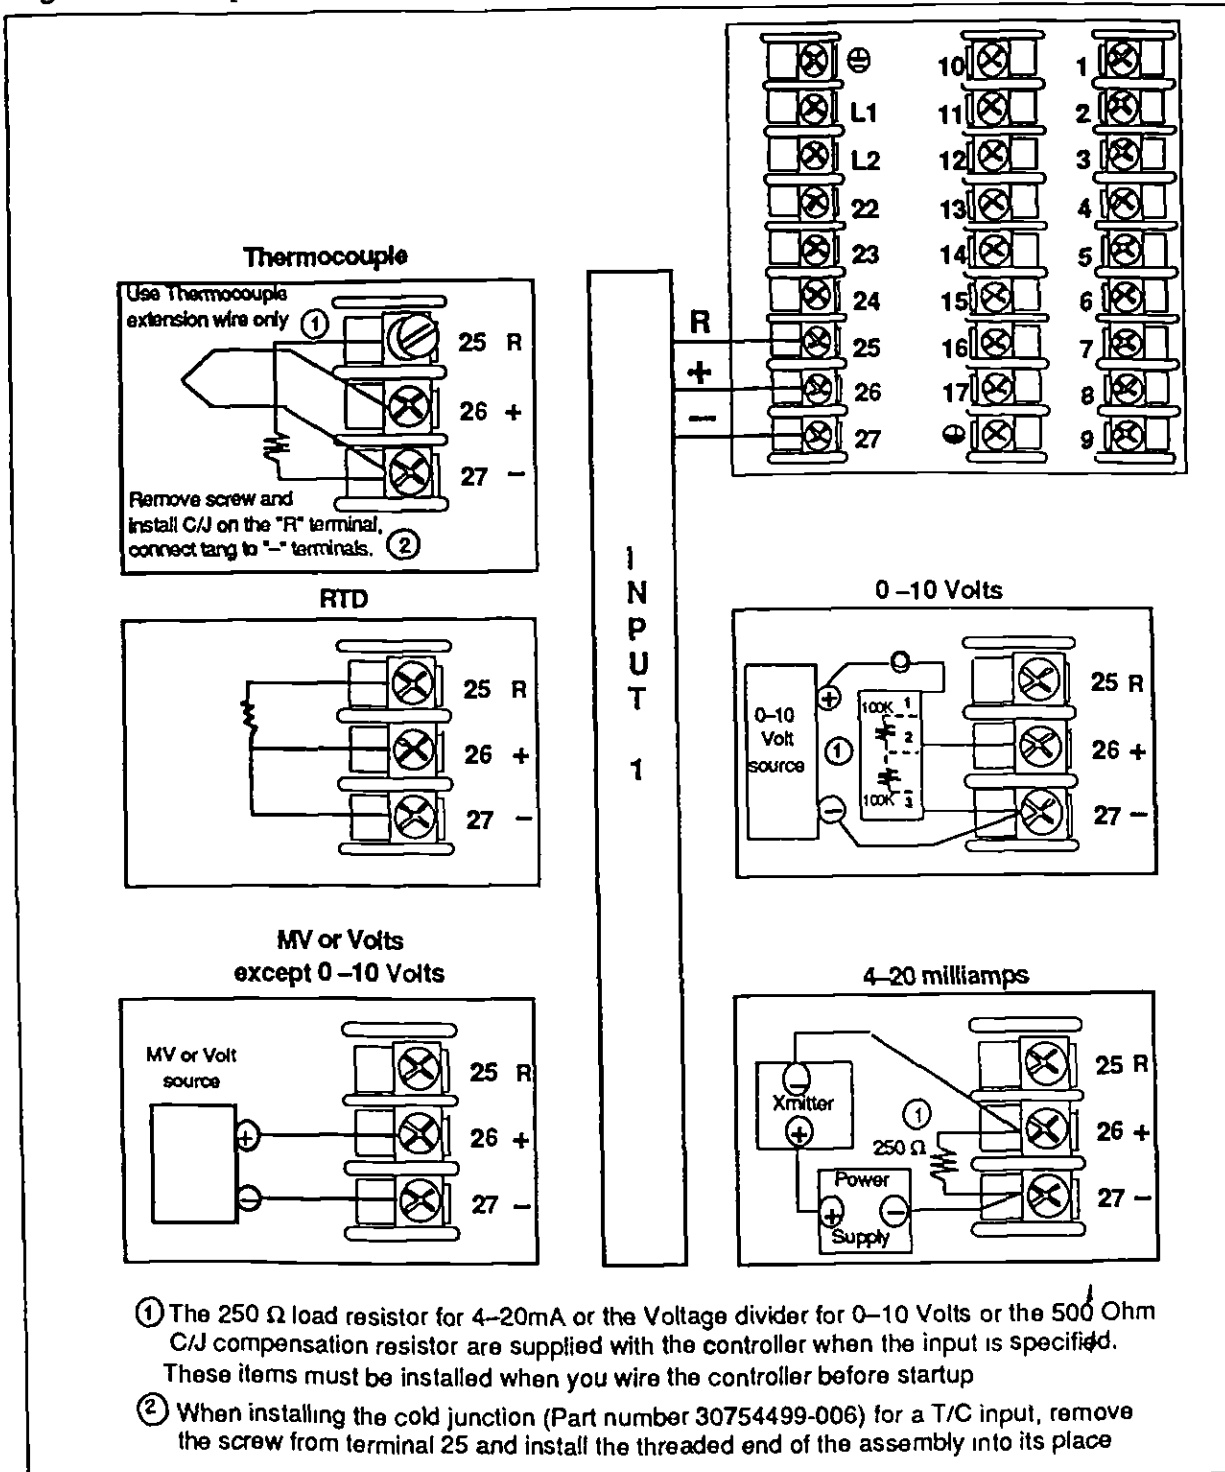 10 1
L1 11 2
L2 12 3
22 13 4
23 14 5
24 15 6
R 25 16 7
+ 26 17 8
– 27 9
INPUT 1
Thermocouple
Use Thermocouple
extension wire only 1
25 R
26 +
27 –
Remove screw and
install C/J on the "R" terminal,
connect tang to "–" terminals. 2
RTD
25 R
26 +
27 –
MV or Volts
except 0 –10 Volts
MV or Volt
source
+
–
25 R
26 +
27 –
0 –10 Volts
0–10
Volt
source
+
–
1
100K 1
2
100K 3
25 R
26 +
27 –
4–20 milliamps
–
Xmitter
+
1
250 Ω
Power
+ –
Supply
25 R
26 +
27 –
1 The 250 Ω load resistor for 4–20mA or the Voltage divider for 0–10 Volts or the 500 Ohm
C/J compensation resistor are supplied with the controller when the input is specified.
These items must be installed when you wire the controller before startup
2 When installing the cold junction (Part number 30754499-006) for a T/C input, remove
the screw from terminal 25 and install the threaded end of the assembly into its place